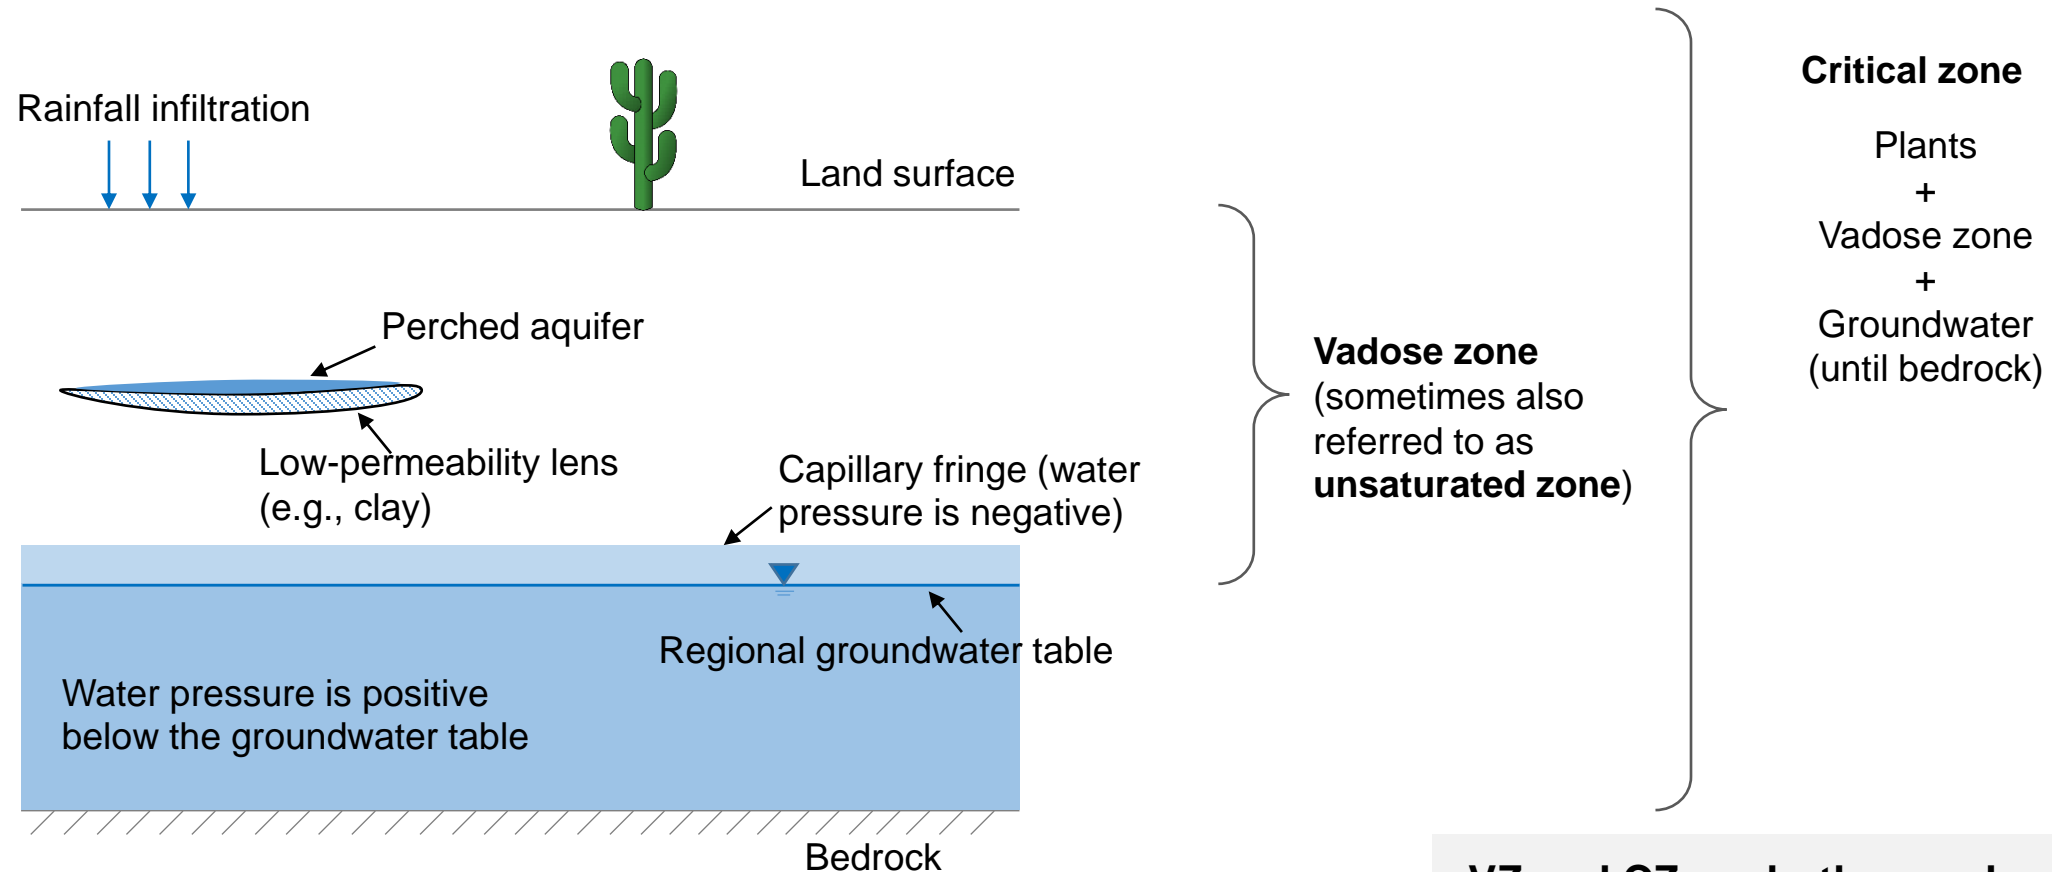 Rainfall infiltration
Land surface
Perched aquifer
Low-permeability lens
(e.g., clay)
Capillary fringe (water
pressure is negative)
Regional groundwater table
Water pressure is positive
below the groundwater table
Bedrock
Vadose zone
(sometimes also
referred to as
unsaturated zone)
Critical zone
Plants
+
Vadose zone
+
Groundwater
(until bedrock)